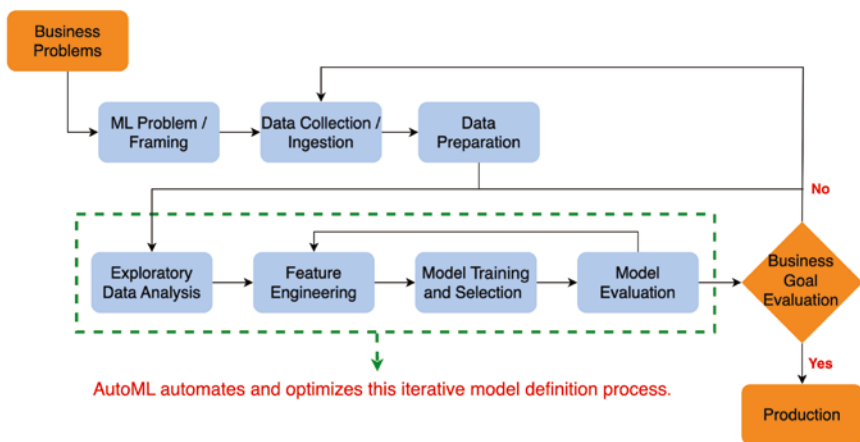 Business
Problems
ML Problem /
Framing
Data Collection /
Ingestion
Data
Preparation
No
Exploratory
Data Analysis
Feature
Engineering
Model Training
and Selection
Model
Evaluation
Business
Goal
Evaluation
Yes
AutoML automates and optimizes this iterative model definition process.
Production